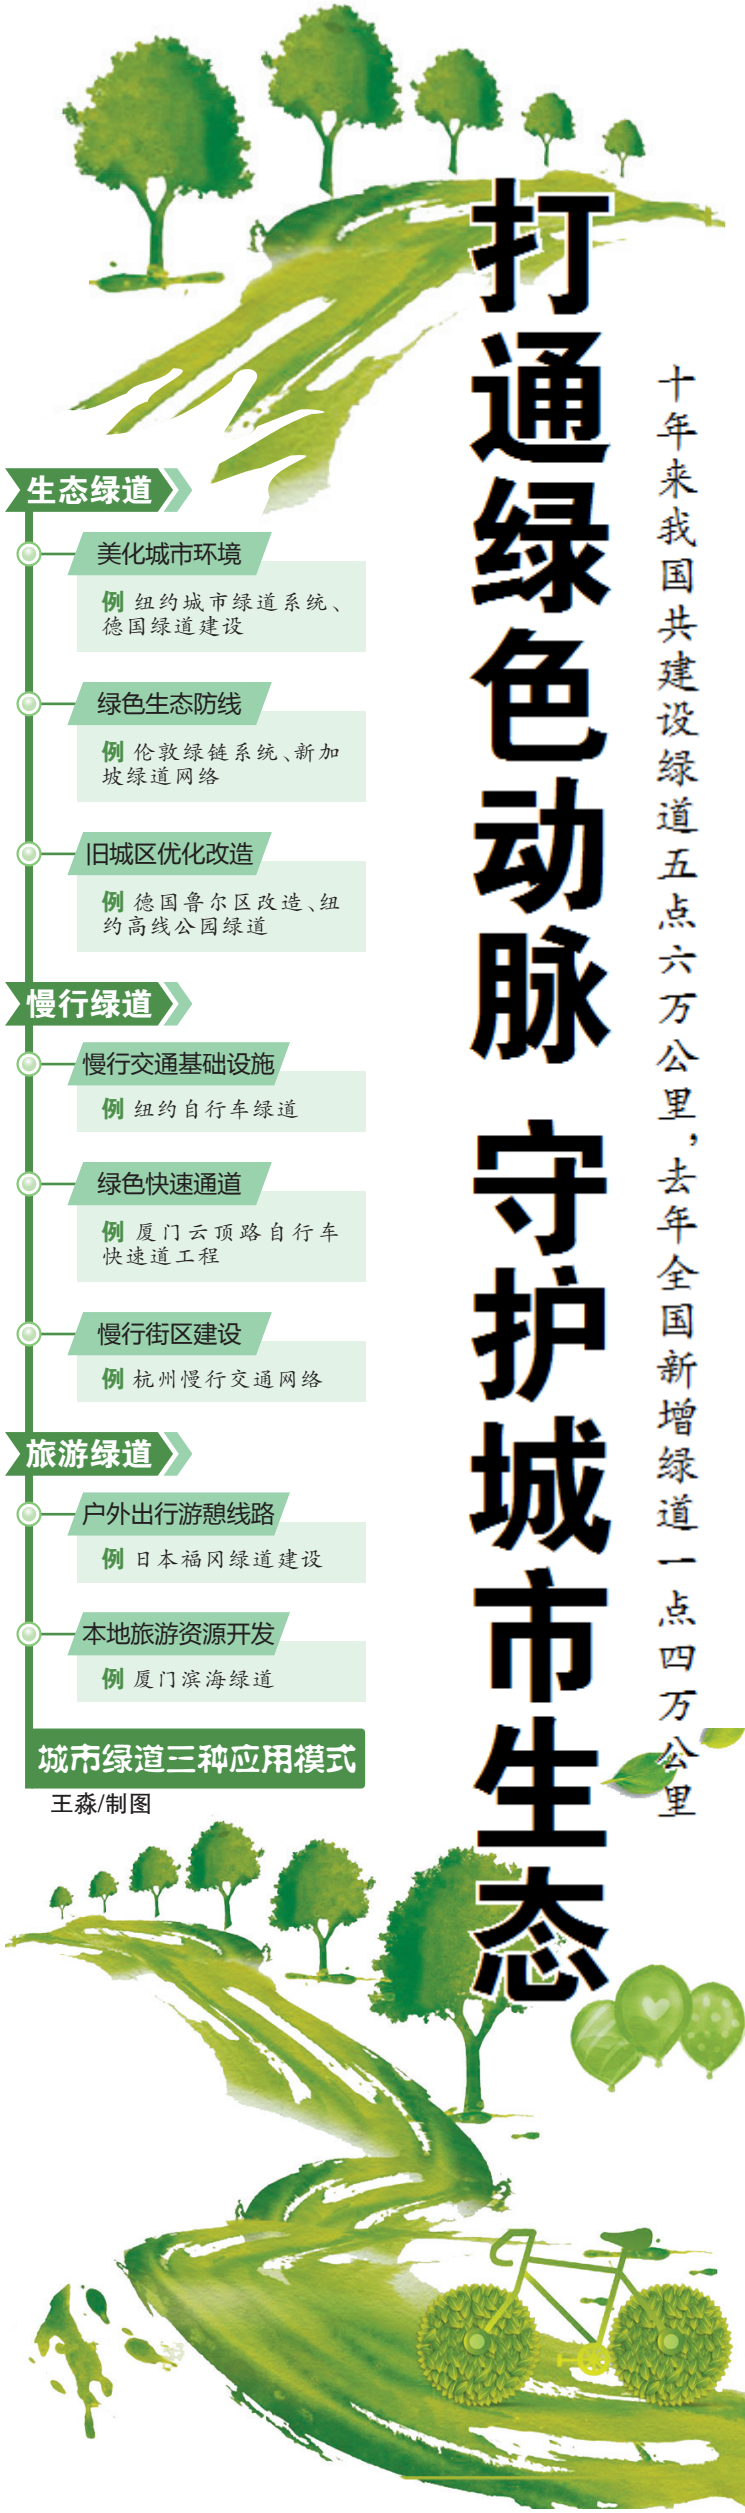 打通绿色动脉 守护城市生态
十年来我国共建设绿道五点六万公里，去年全国新增绿道一点四万公里
生态绿道
美化城市环境
例 纽约城市绿道系统、
德国绿道建设
绿色生态防线
例 伦敦绿链系统、新加
坡绿道网络
旧城区优化改造
例 德国鲁尔区改造、纽
约高线公园绿道
慢行绿道
慢行交通基础设施
例 纽约自行车绿道
绿色快速通道
例 厦门云顶路自行车
快速道工程
慢行街区建设
例 杭州慢行交通网络
旅游绿道
户外出行游憩线路
例 日本福冈绿道建设
本地旅游资源开发
例 厦门滨海绿道
城市绿道三种应用模式
王淼/制图